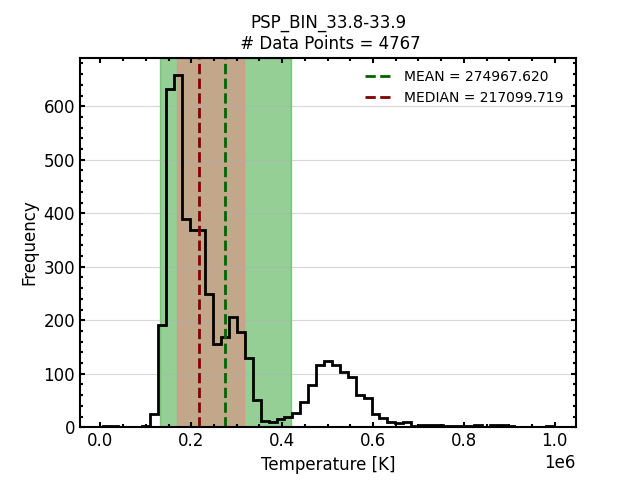 PSP_BIN_33.8-33.9
# Data Points = 4767
MEAN = 274967.620
MEDIAN = 217099.719
Frequency
600
500
400
300
200
100
0
0.0 0.2 0.4 0.6 0.8 1.0
1e6
Temperature [K]